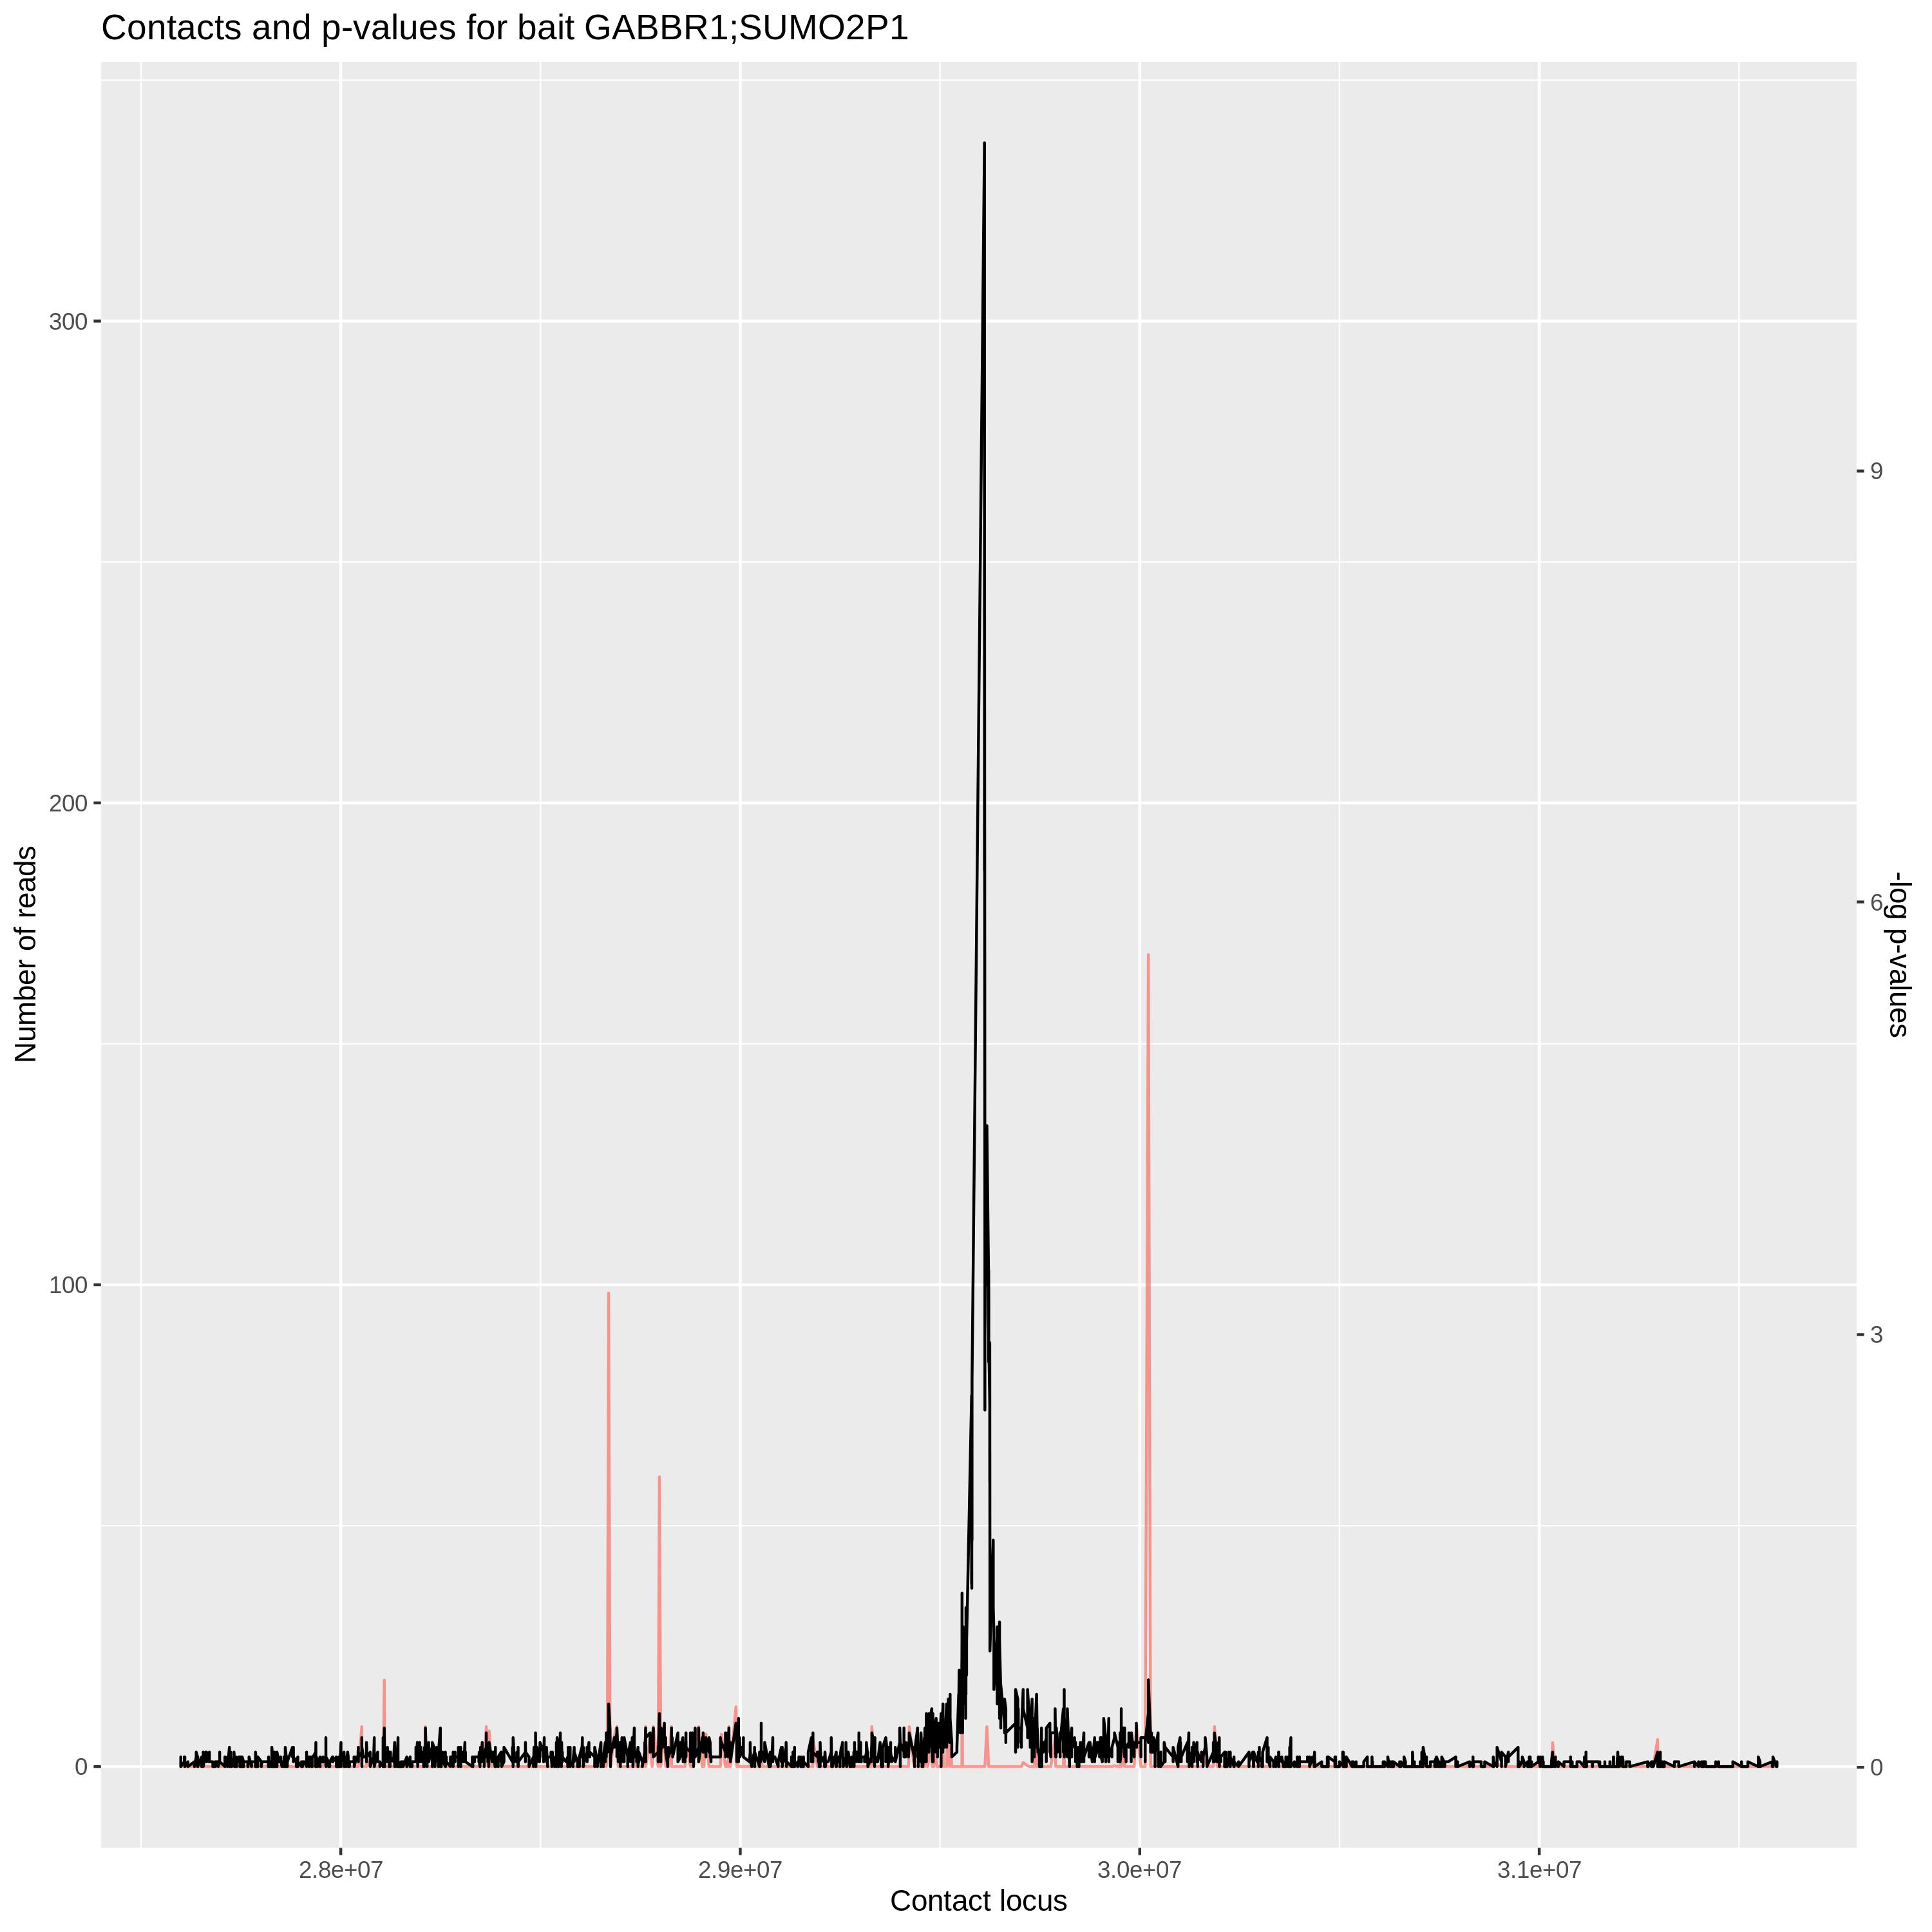 Contacts and p-values for bait GABBR1;SUMO2P1
300
200
100
0
Number of reads
9
6
3
0
-log p-values
2.8e+07 2.9e+07 3.0e+07 3.1e+07
Contact locus